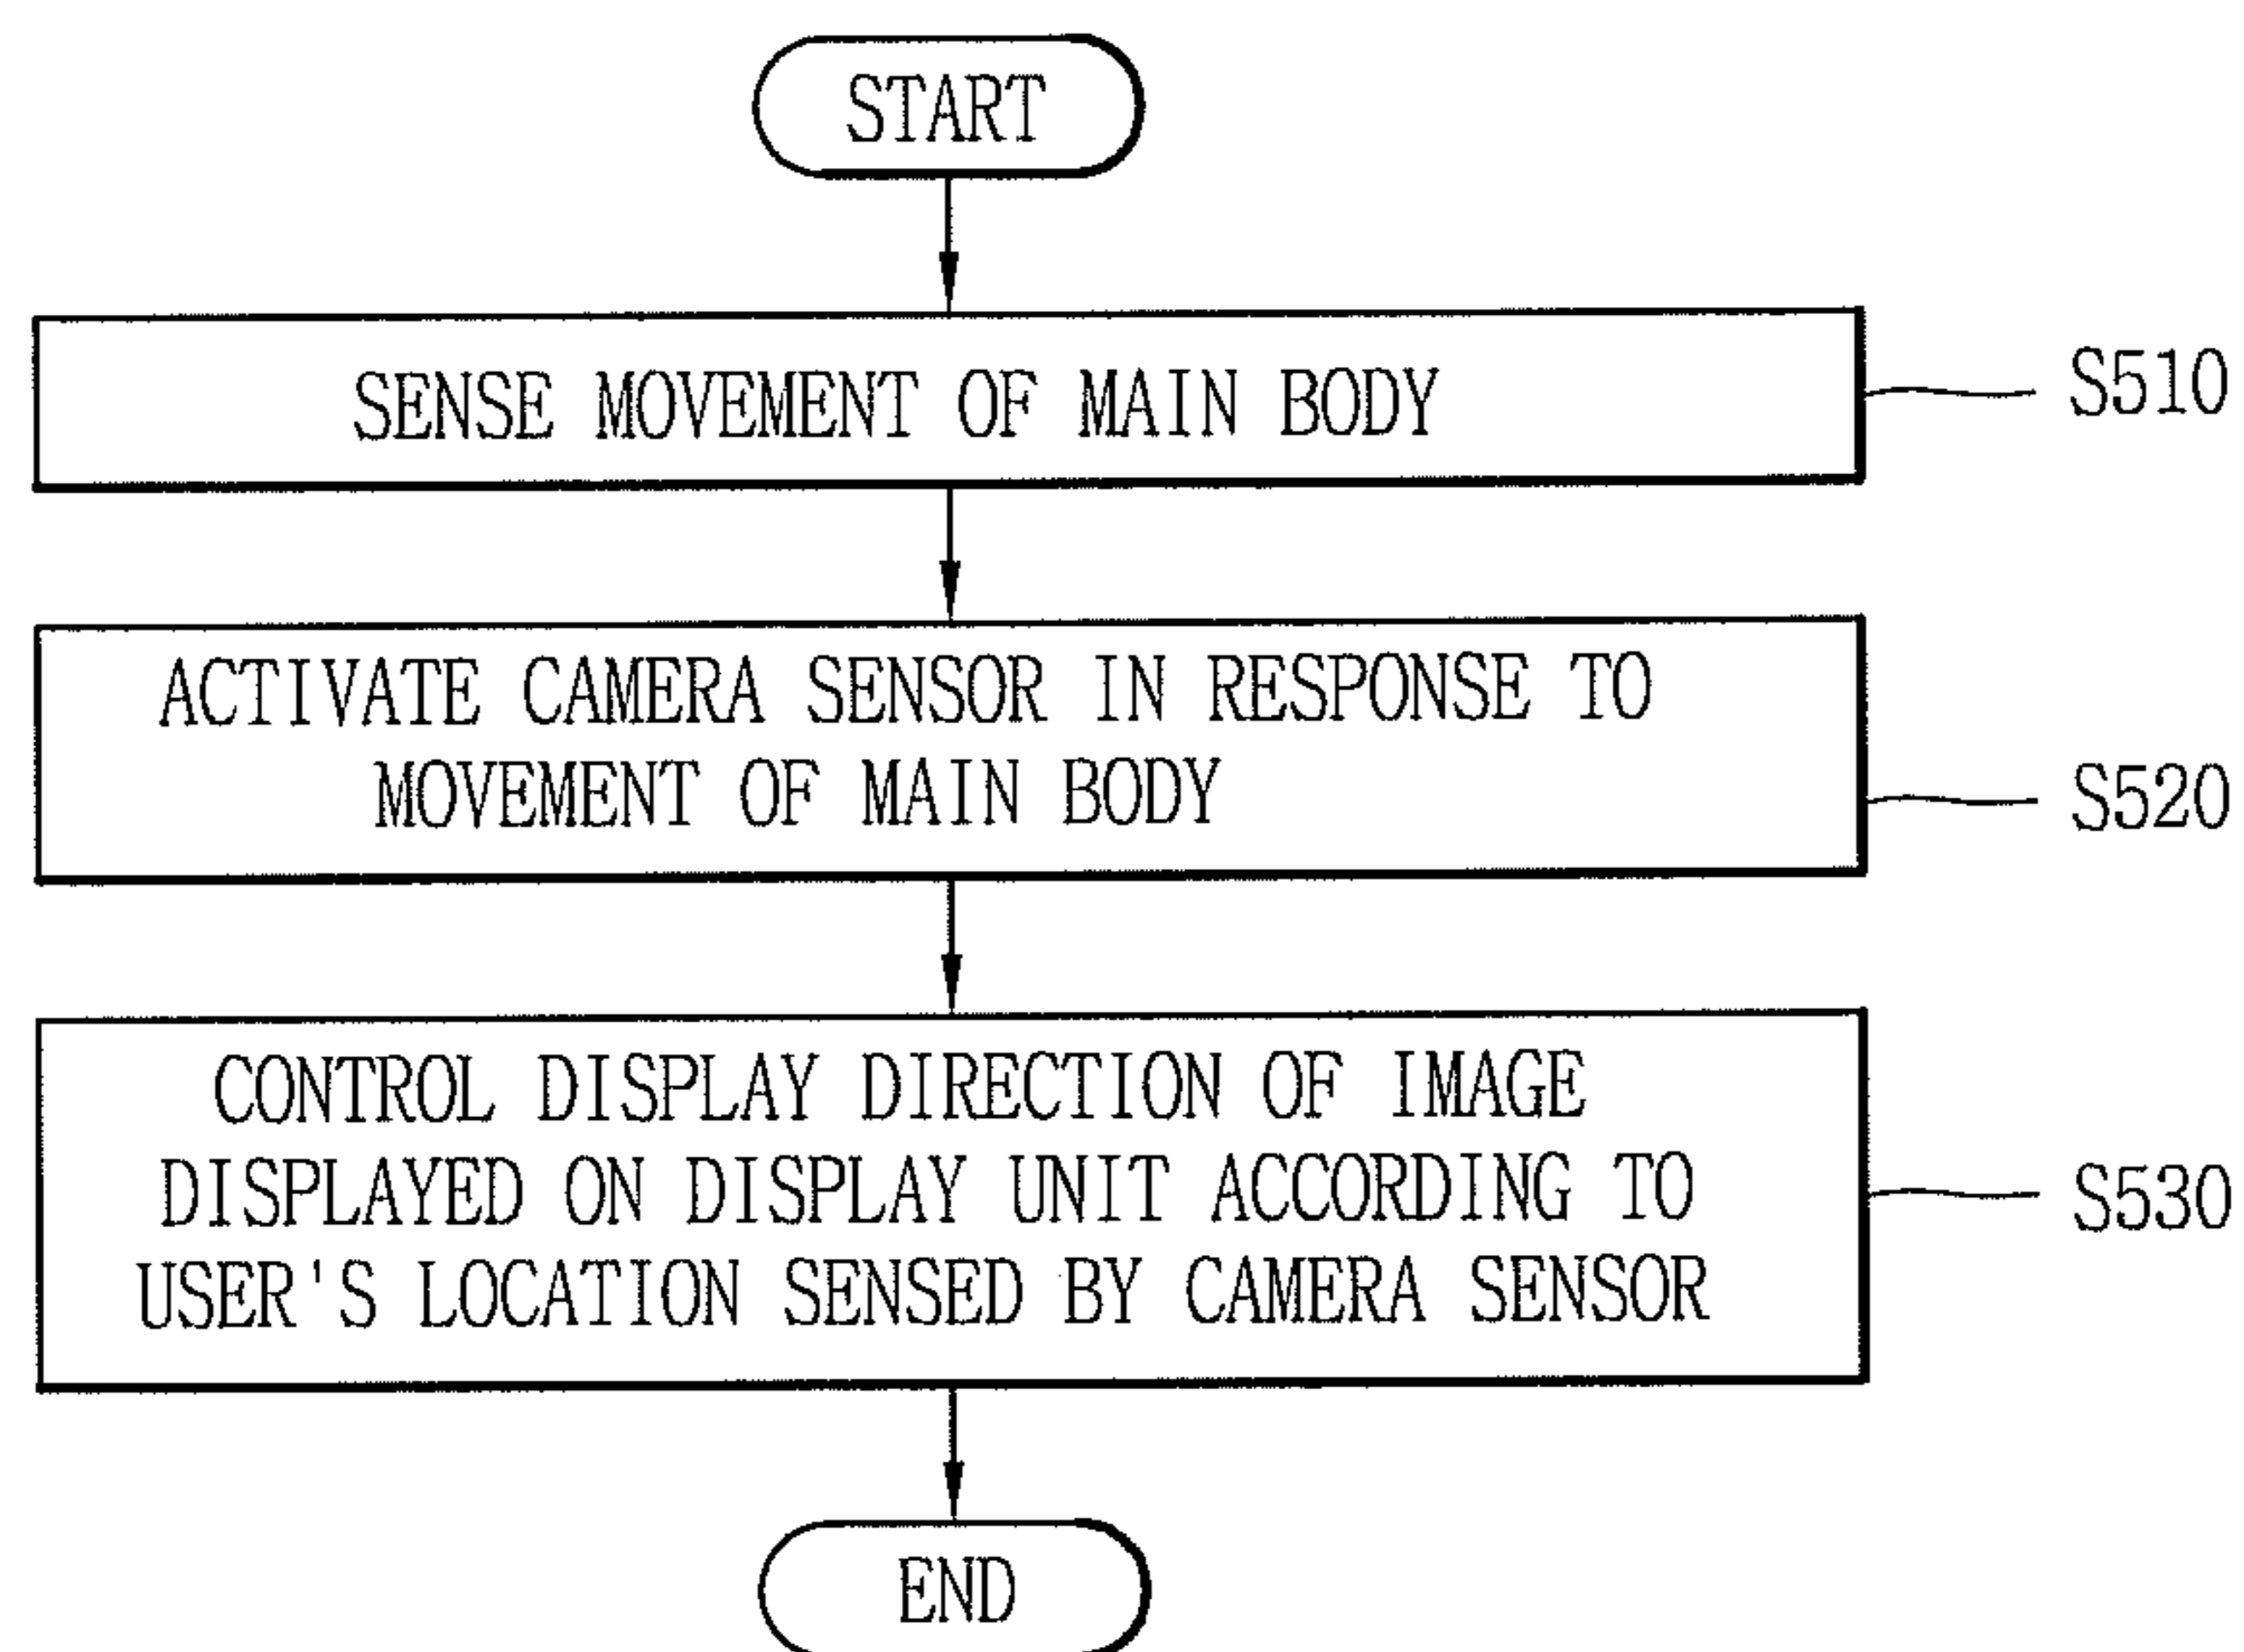 START
SENSE MOVEMENT OF MAIN BODY
S510
ACTIVATE CAMERA SENSOR IN RESPONSE TO
MOVEMENT OF MAIN BODY
S520
CONTROL DISPLAY DIRECTION OF IMAGE
DISPLAYED ON DISPLAY UNIT ACCORDING TO
USER'S LOCATION SENSED BY CAMERA SENSOR
S530
END